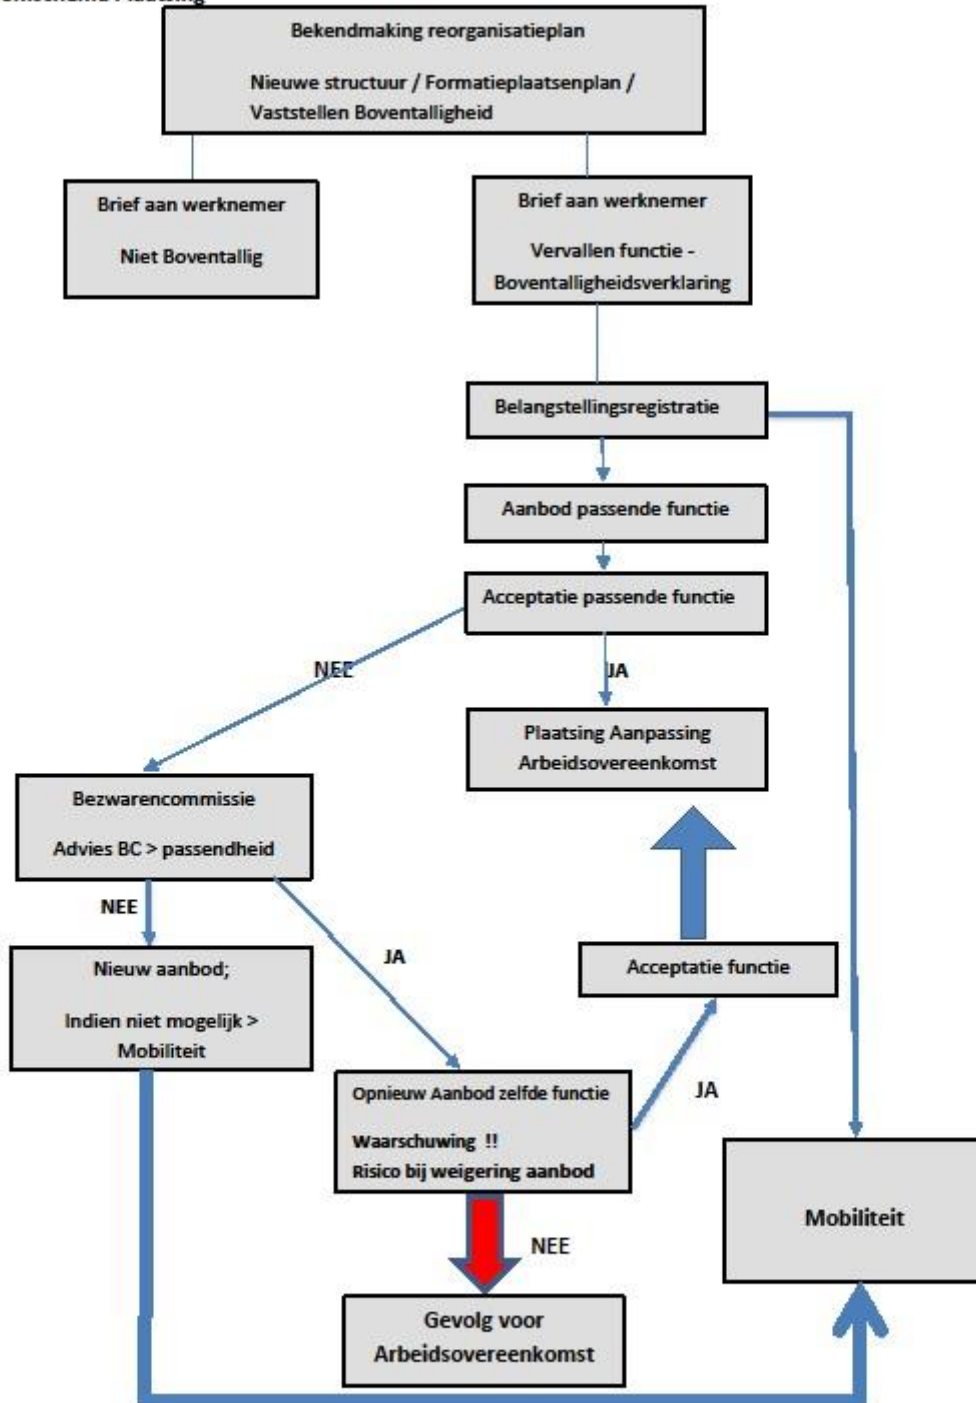 Bekendmaking reorganisatieplan
Nieuwe structuur / Formatieplaatsenplan /
Vaststellen Boventalligheid
Brief aan werknemer
Niet Boventallig
Brief aan werknemer
Vervallen functie -
Boventalligheidsverklaring
Belangstellingsregistratie
Aanbod passende functie
Acceptatie passende functie
NEE
JA
Plaatsing Aanpassing
Arbeidsovereenkomst
Bezwarencommissie
Advies BC > passendheid
NEE
JA
Nieuw aanbod;
Indien niet mogelijk >
Mobiliteit
Acceptatie functie
Opnieuw Aanbod zelfde functie
Waarschuwing !!
Risico bij weigering aanbod
JA
Mobiliteit
NEE
Gevolg voor
Arbeidsovereenkomst